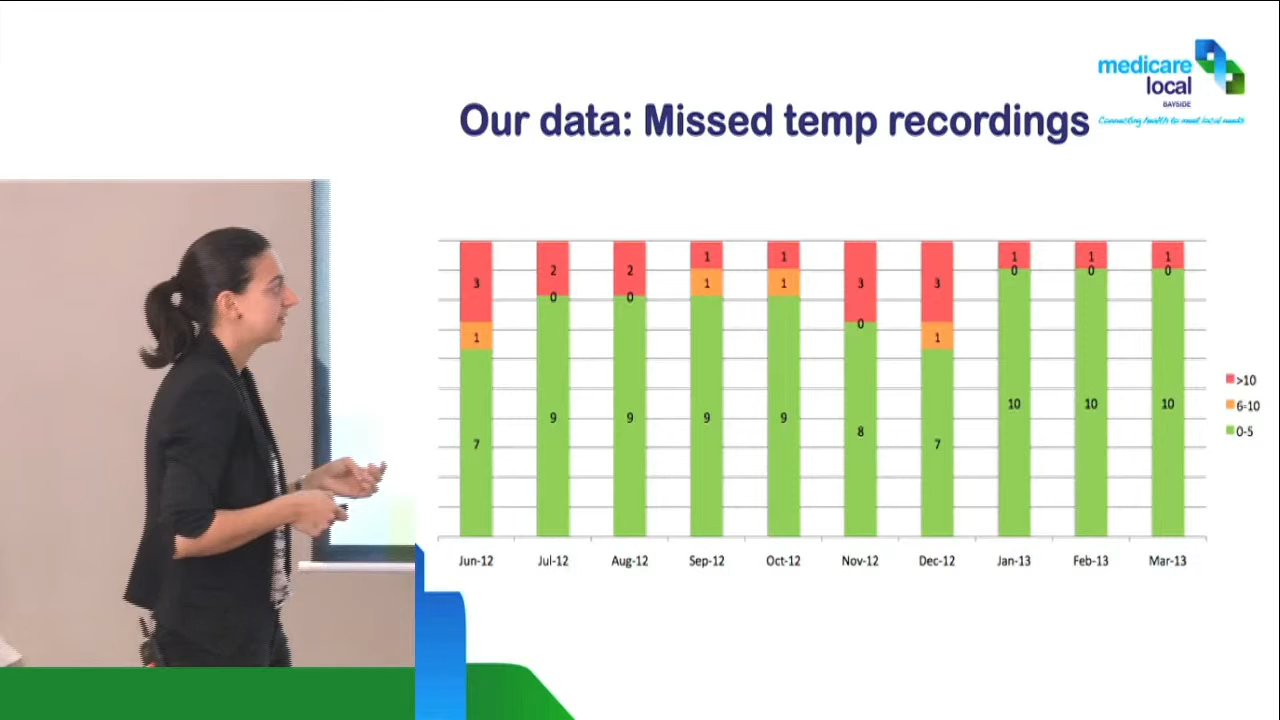 medicare
local
BAYSIDE
Connecting health to meet local needs
Our data: Missed temp recordings
3 2 2 1 1 3 3 1 1 1
1 0 0 1 1 0 1 0 0 0
7 9 9 9 9 8 7 10 10 10
>10
6-10
0-5
Jun-12 Jul-12 Aug-12 Sep-12 Oct-12 Nov-12 Dec-12 Jan-13 Feb-13 Mar-13